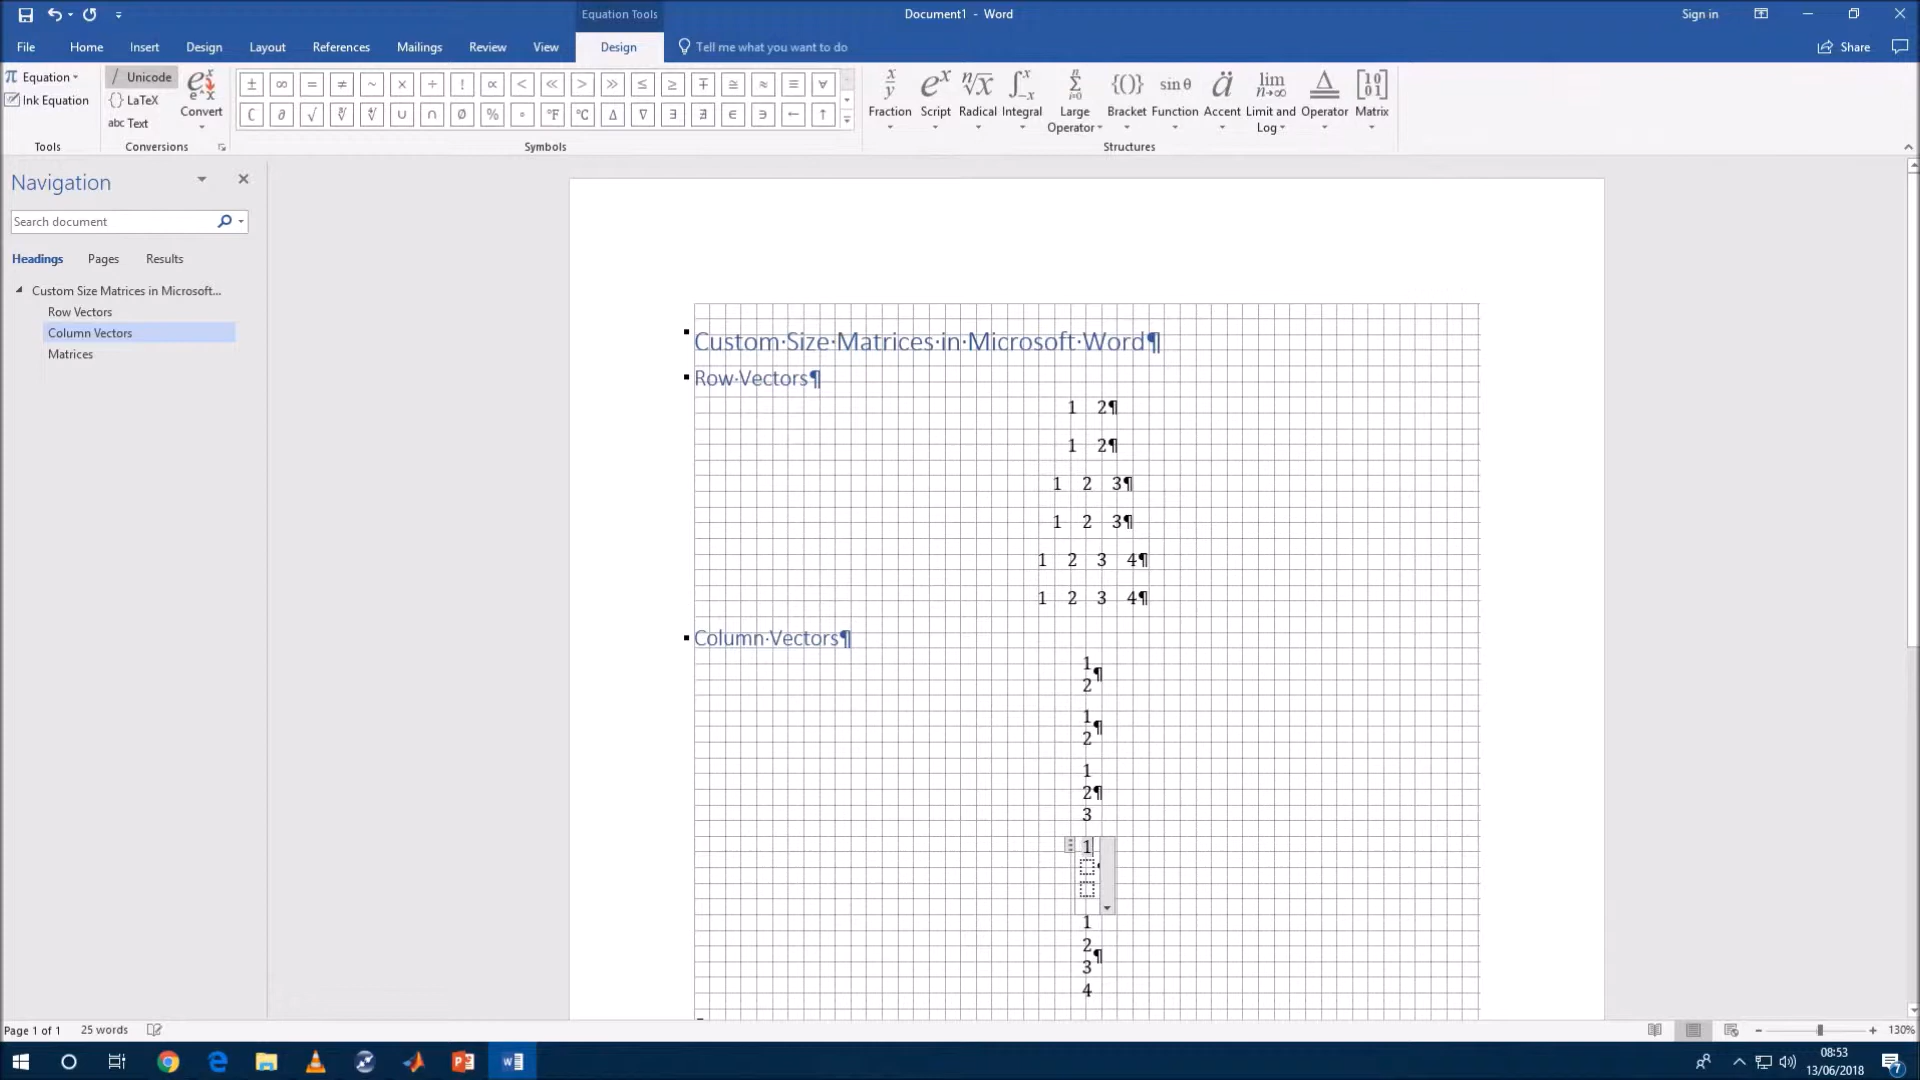 Equation Tools
Document1 - Word
Sign in
File
Home
Insert
Design
Layout
References
Mailings
Review
View
Design
Tell me what you want to do
Share
π Equation
Ink Equation
Tools
Unicode
LaTeX
abc Text
Convert
Conversions
± ∞ = ≠ ~ × ÷ ! ∝ < ≪ > ≫ ≤ ≥ ∓ ≅ ≈ ≡ ∀
∁ ∂ √ ∛ ∜ ∪ ∩ ∅ % ° °F °C ∆ ∇ ∃ ∄ ∈ ∋ ← ↑
Symbols
Fraction
Script
Radical
Integral
Large
Operator
Bracket
sin θ
Function
Accent
lim
n→∞
Limit and
Log
Operator
Matrix
Structures
Navigation
Search document
Headings
Pages
Results
Custom Size Matrices in Microsoft...
Row Vectors
Column Vectors
Matrices
Custom·Size·Matrices·in·Microsoft·Word¶
Row·Vectors¶
1 2¶
1 2¶
1 2 3¶
1 2 3¶
1 2 3 4¶
1 2 3 4¶
Column·Vectors¶
1
2¶
1
2¶
1
2¶
3
1
1
2
3¶
4
Page 1 of 1
25 words
130%
08:53
13/06/2018
7